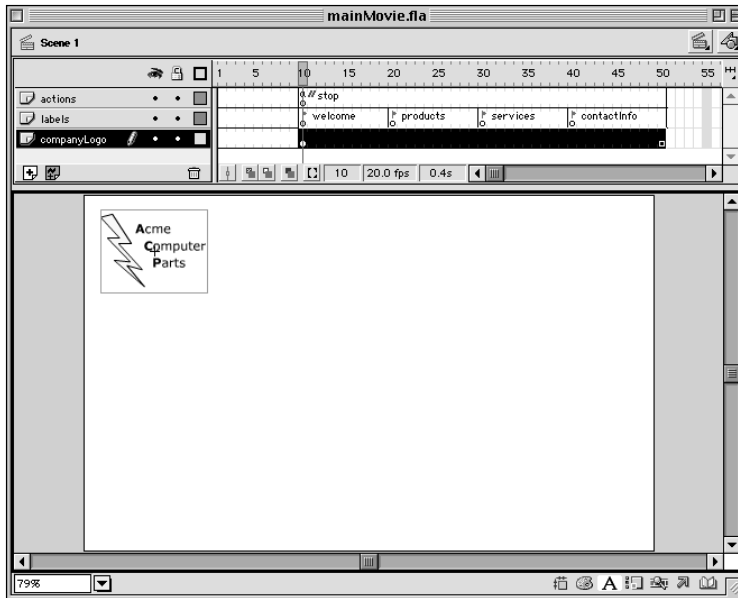 mainMovie.fla
Scene 1
1 5 10 15 20 25 30 35 40 45 50 55
actions
// stop
labels
welcome products services contactInfo
companyLogo
10 20.0 fps 0.4s
Acme
Computer
Parts
79%
A